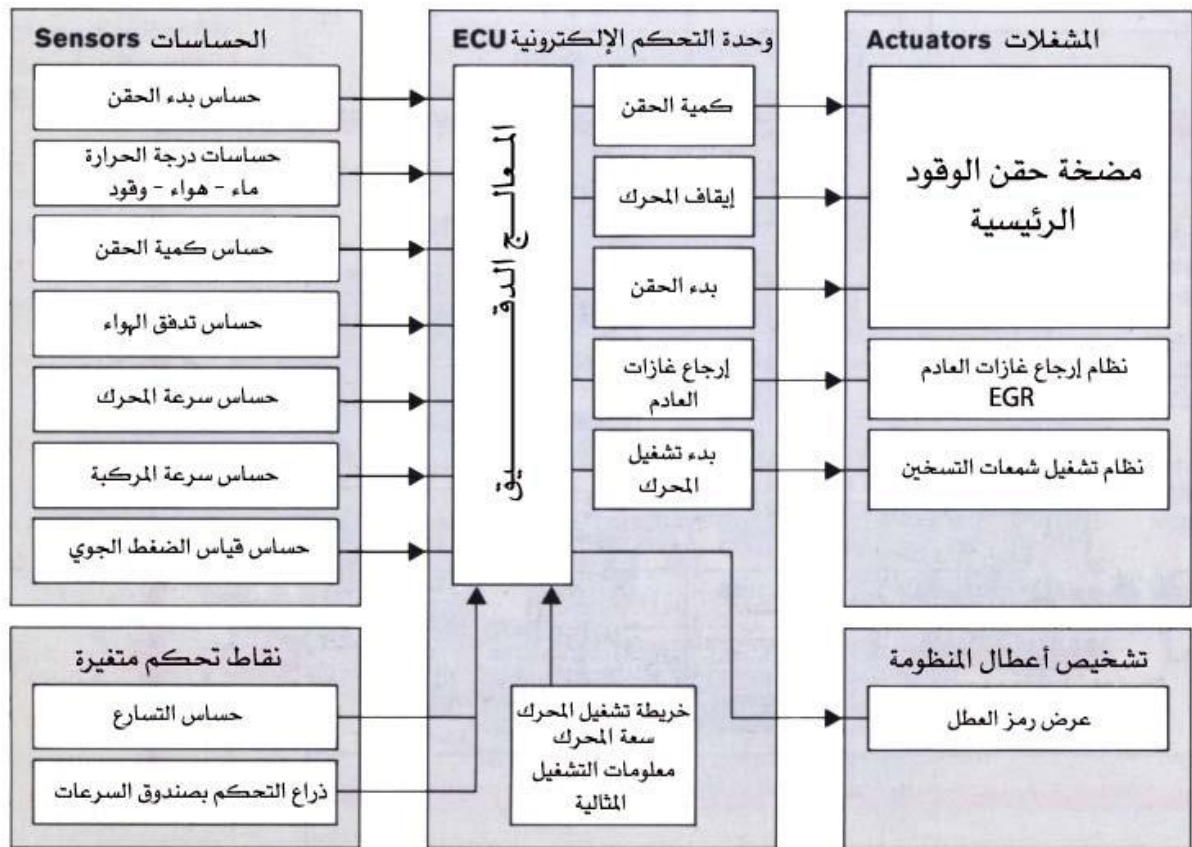 الحساسات Sensors
حساس بدء الحقن
حساسات درجة الحرارة
ماء - هواء - وقود
حساس كمية الحقن
حساس تدفق الهواء
حساس سرعة المحرك
حساس سرعة المركبة
حساس قياس الضغط الجوي
نقاط تحكم متغيرة
حساس التسارع
ذراع التحكم بصندوق السرعات
وحدة التحكم الإلكترونية ECU
المعالج الدقيق
كمية الحقن
إيقاف المحرك
بدء الحقن
إرجاع غازات
العادم
بدء تشغيل
المحرك
خريطة تشغيل المحرك
سعة المحرك
معلومات التشغيل
المثالية
المشغلات Actuators
مضخة حقن الوقود
الرئيسية
نظام إرجاع غازات العادم
EGR
نظام تشغيل شمعات التسخين
تشخيص أعطال المنظومة
عرض رمز العطل